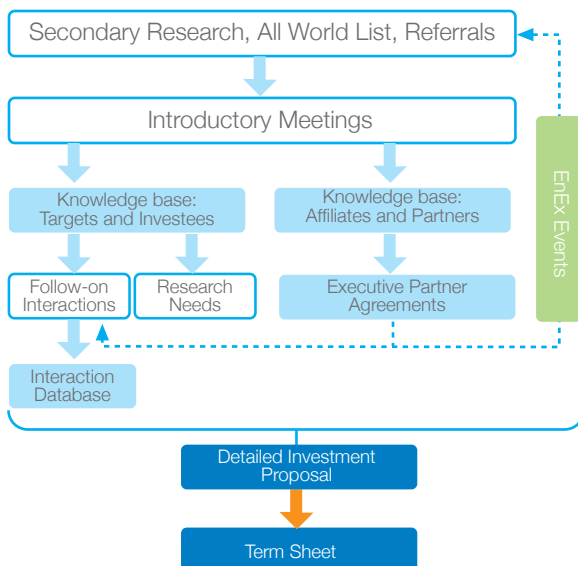 Secondary Research, All World List, Referrals
Introductory Meetings
Knowledge base:
Targets and Investees
Knowledge base:
Affiliates and Partners
EnEx Events
Follow-on
Interactions
Research
Needs
Executive Partner
Agreements
Interaction
Database
Detailed Investment
Proposal
Term Sheet